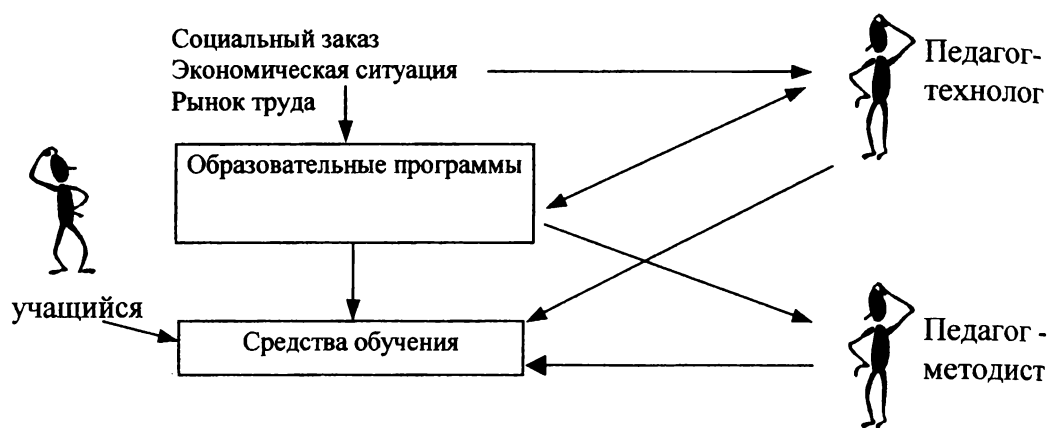 Социальный заказ
Экономическая ситуация
Рынок труда
Педагог-
технолог
Образовательные программы
учащийся
Средства обучения
Педагог -
методист